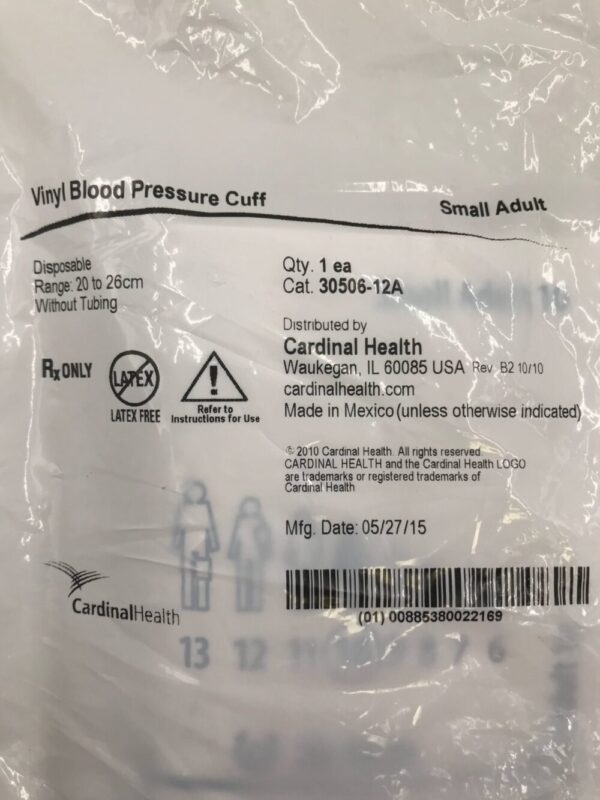 Vinyl Blood Pressure Cuff
Small Adult
Disposable
Range: 20 to 26cm
Without Tubing
Qty. 1 ea
Cat. 30506-12A
Distributed by
Cardinal Health
Waukegan, IL 60085 USA Rev B2 10/10
cardinalhealth.com
Made in Mexico (unless otherwise indicated)
Rx ONLY
LATEX
LATEX FREE
!
Refer to
Instructions for Use
© 2010 Cardinal Health. All rights reserved
CARDINAL HEALTH and the Cardinal Health LOGO
are trademarks or registered trademarks of
Cardinal Health
Mfg. Date: 05/27/15
CardinalHealth
(01) 00885380022169
13 12 11 8 7 6